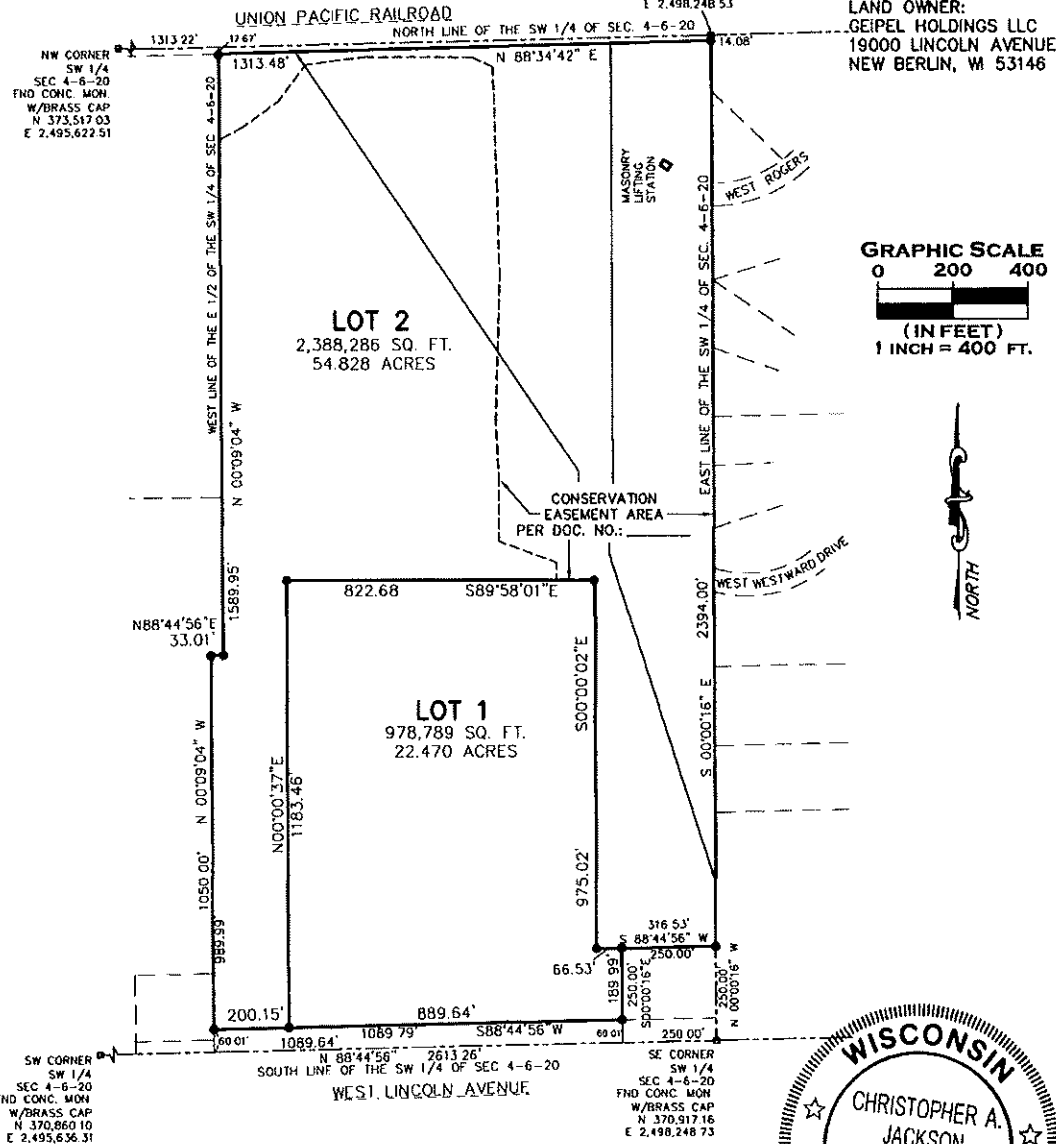 UNION PACIFIC RAILROAD
E 2,498,248.53
LAND OWNER:
GEIPEL HOLDINGS LLC
19000 LINCOLN AVENUE
NEW BERLIN, WI 53146
1313.22'
17.67'
NORTH LINE OF THE SW 1/4 OF SEC. 4-6-20
14.08'
1313.48'
N 88°34'42" E
NW CORNER
SW 1/4
SEC 4-6-20
FND CONC. MON.
W/BRASS CAP
N 373,517.03
E 2,495,622.51
WEST LINE OF THE E 1/2 OF THE SW 1/4 OF SEC 4-6-20
MASONRY
LIFTING
STATION
WEST ROGERS
EAST LINE OF THE SW 1/4 OF SEC. 4-6-20
GRAPHIC SCALE
0 200 400
(IN FEET)
1 INCH = 400 FT.
NORTH
LOT 2
2,388,286 SQ. FT.
54.828 ACRES
N 00°09'04" W
1589.95'
CONSERVATION
EASEMENT AREA
PER DOC. NO.:
WEST WESTWARD DRIVE
2394.00'
S 00°00'16" E
822.68
S89°58'01"E
N88°44'56"E
33.01'
LOT 1
978,789 SQ. FT.
22.470 ACRES
S00°00'02"E
975.02'
N00°00'37"E
1183.46'
N 00°09'04" W
1050.00'
989.99'
316.53'
S 88°44'56" W
250.00'
66.53'
189.99'
250.00'
S00°00'16"E
250.00'
N 00°00'16" W
200.15'
889.64'
60.01'
1089.64'
1089.79'
S88°44'56"W
60.01
250.00'
N 88°44'56" 2613.26'
SOUTH LINE OF THE SW 1/4 OF SEC 4-6-20
WEST LINCOLN AVENUE
SW CORNER
SW 1/4
SEC 4-6-20
FND CONC. MON
W/BRASS CAP
N 370,860.10
E 2,495,636.31
SE CORNER
SW 1/4
SEC 4-6-20
FND CONC. MON
W/BRASS CAP
N 370,917.16
E 2,498,248.73
WISCONSIN
CHRISTOPHER A.
JACKSON